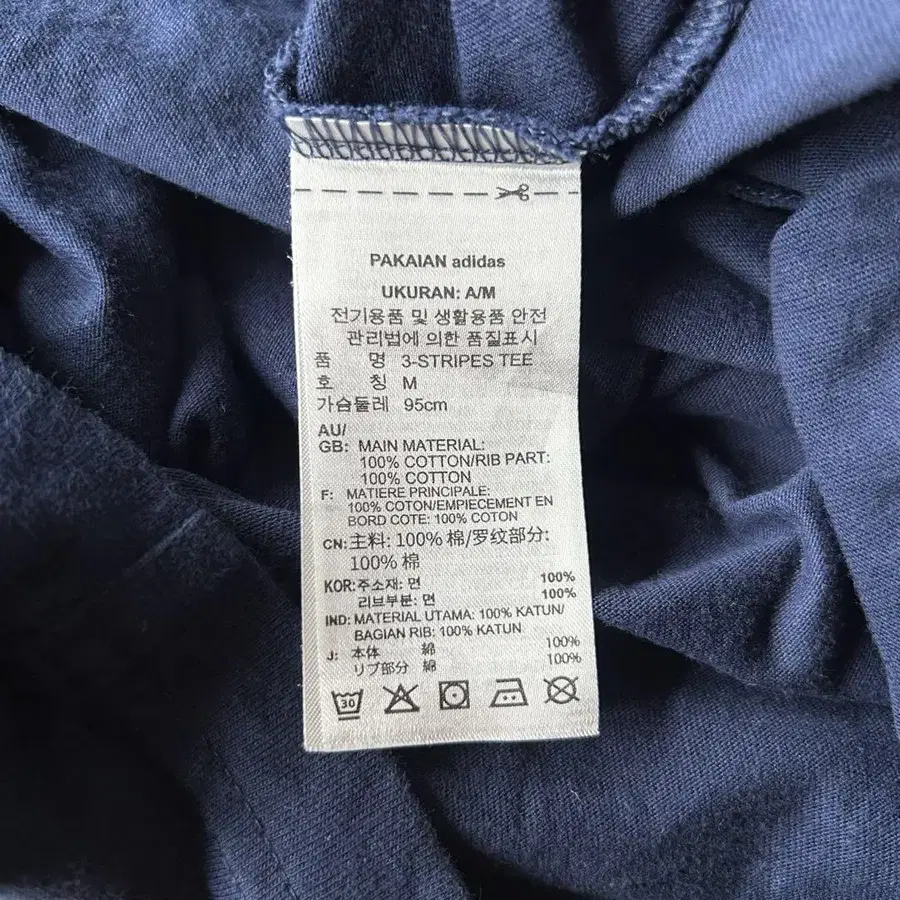 PAKAIAN adidas
UKURAN: A/M
전기용품 및 생활용품 안전
관리법에 의한 품질표시
품 명 3-STRIPES TEE
호 칭 M
가슴둘레 95cm
AU/
GB: MAIN MATERIAL:
100% COTTON/RIB PART:
100% COTTON
F: MATIERE PRINCIPALE:
100% COTON/EMPIECEMENT EN
BORD COTE: 100% COTON
CN: 主料: 100% 棉/罗纹部分:
100% 棉
KOR: 주소재: 면 100%
리브부분: 면 100%
IND: MATERIAL UTAMA: 100% KATUN/
BAGIAN RIB: 100% KATUN
J: 本体 綿 100%
リブ部分 綿 100%
30